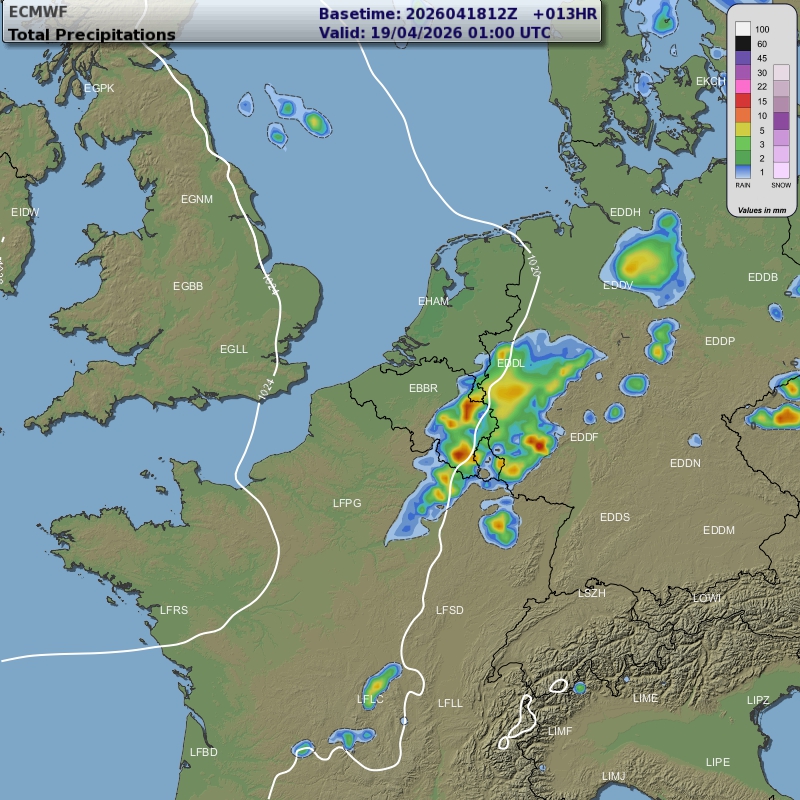 ECMWF
Basetime: 2026041812Z +013HR
Total Precipitations
Valid: 19/04/2026 01:00 UTC
100
60
45
30
22
15
10
5
3
2
1
RAIN SNOW
Values in mm
EGPK
EKCH
EGNM
EIDW
EDDH
1020
1024
EGBB
EDDV
EDDB
EHAM
EGLL
EDDP
EDDL
1024
EBBR
EDDF
EDDN
LFPG
EDDS
EDDM
LFRS
LFSD
LSZH
LOWI
LFLC
LFLL
LIME
LIPZ
LIMF
LFBD
LIPE
LIMJ